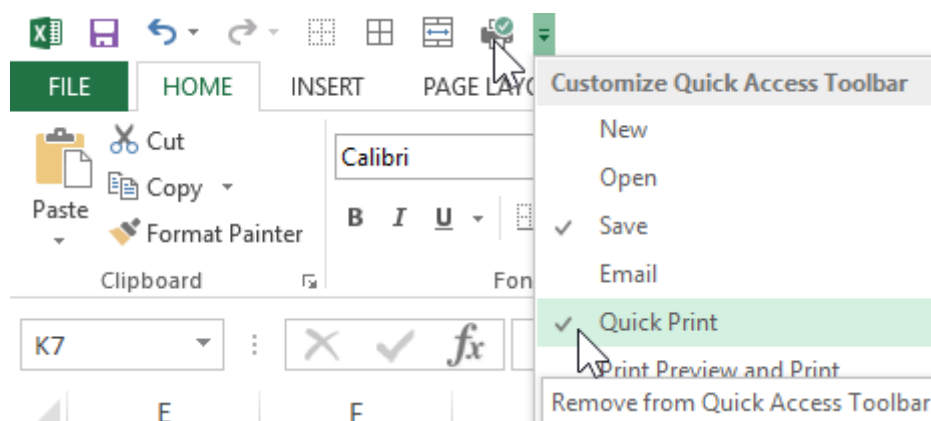 FILE HOME INSERT PAGE LAYO
Customize Quick Access Toolbar
New
Open
Save
Email
Quick Print
Print Preview and Print
Remove from Quick Access Toolbar
Cut
Copy
Paste
Format Painter
Clipboard
Calibri
B I U
Fon
K7
fx
E F